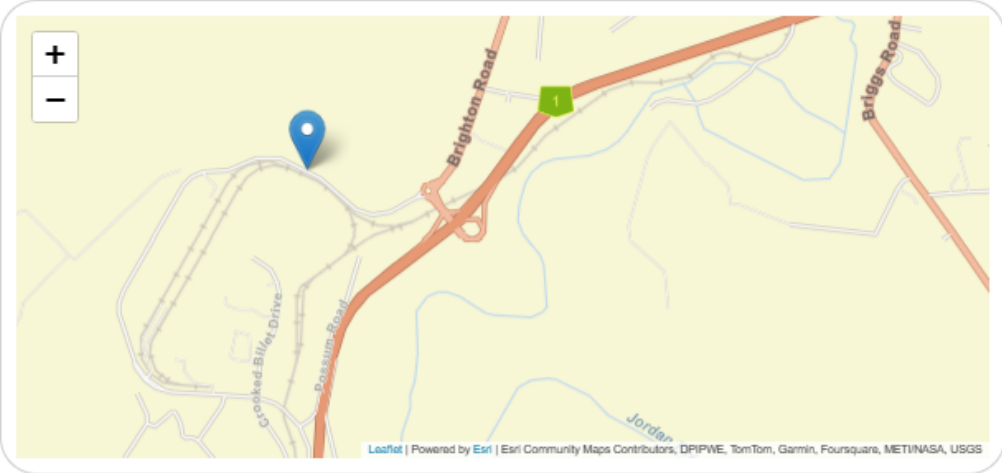 +
−
Brighton Road
1
Briggs Road
Crooked Billet Drive
Possum Road
Jordan
Leaflet | Powered by Esri | Esri Community Maps Contributors, DPIPWE, TomTom, Garmin, Foursquare, METI/NASA, USGS